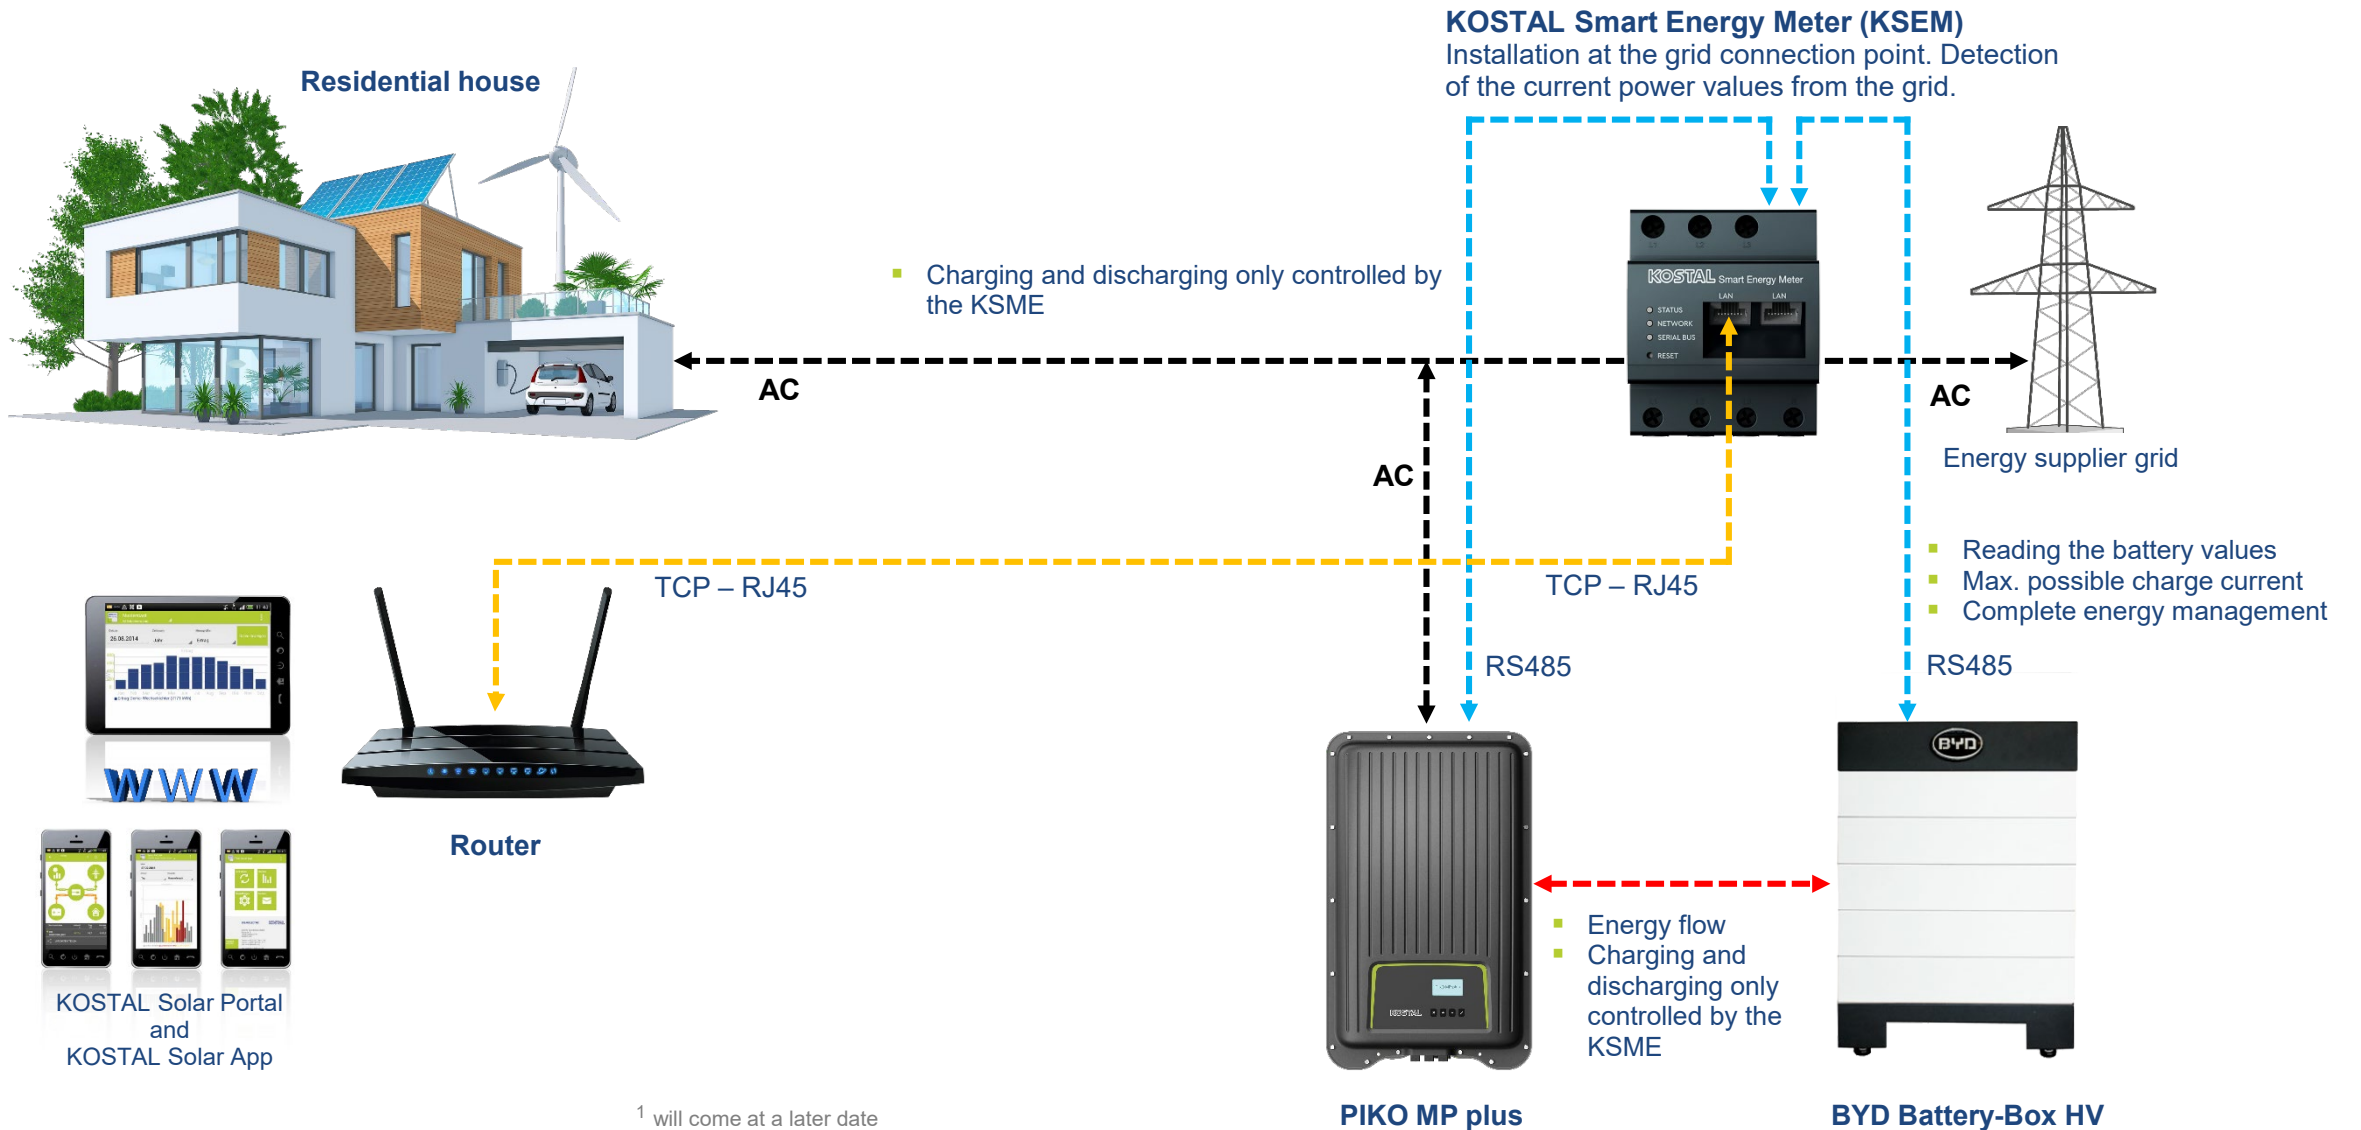 KOSTAL Smart Energy Meter (KSEM)
Installation at the grid connection point. Detection
of the current power values from the grid.
Residential house
Charging and discharging only controlled by
the KSME
KOSTAL Smart Energy Meter
LAN
LAN
STATUS
NETWORK
SERIAL BUS
RESET
AC
AC
AC
Energy supplier grid
TCP – RJ45
TCP – RJ45
Reading the battery values
Max. possible charge current
Complete energy management
RS485
RS485
26.08.2014
WWW
BYD
Router
Energy flow
Charging and
discharging only
controlled by the
KSME
KOSTAL
KOSTAL Solar Portal
and
KOSTAL Solar App
1 will come at a later date
PIKO MP plus
BYD Battery-Box HV